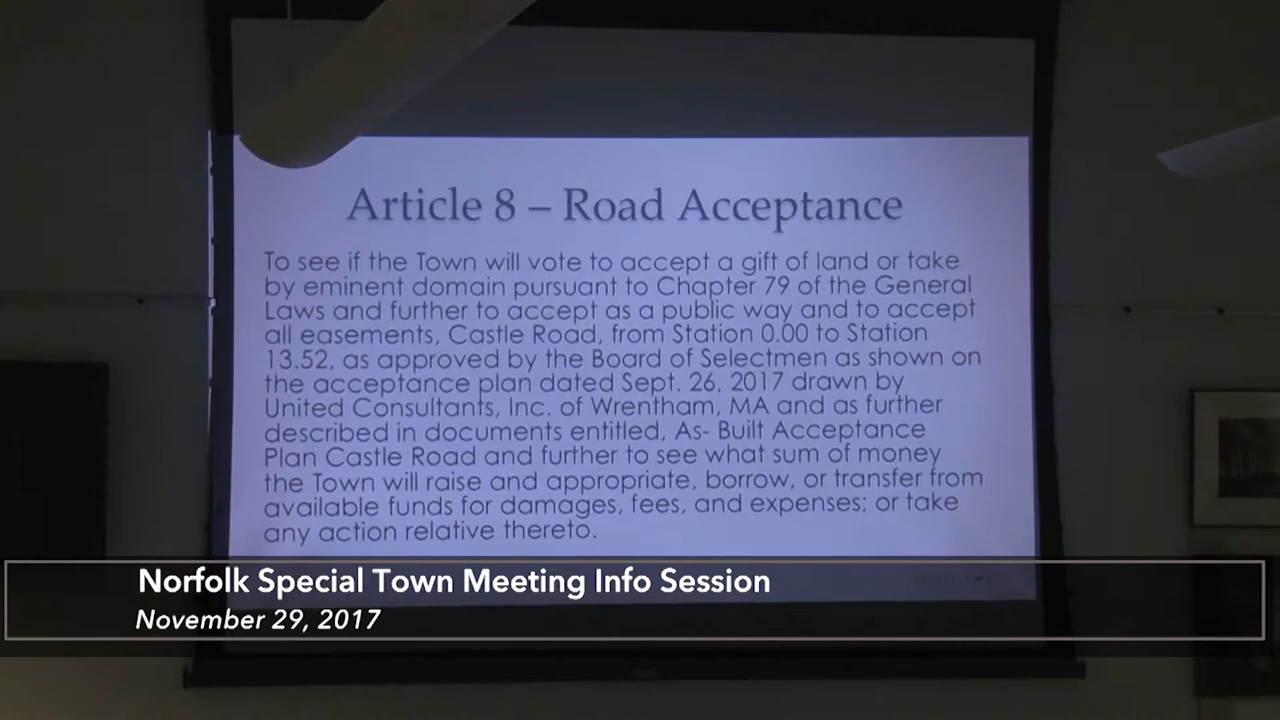 Article 8 – Road Acceptance
To see if the Town will vote to accept a gift of land or take
by eminent domain pursuant to Chapter 79 of the General
Laws and further to accept as a public way and to accept
all easements, Castle Road, from Station 0.00 to Station
13.52, as approved by the Board of Selectmen as shown on
the acceptance plan dated Sept. 26, 2017 drawn by
United Consultants, Inc. of Wrentham, MA and as further
described in documents entitled, As- Built Acceptance
Plan Castle Road and further to see what sum of money
the Town will raise and appropriate, borrow, or transfer from
available funds for damages, fees, and expenses; or take
any action relative thereto.
Norfolk Special Town Meeting Info Session
November 29, 2017